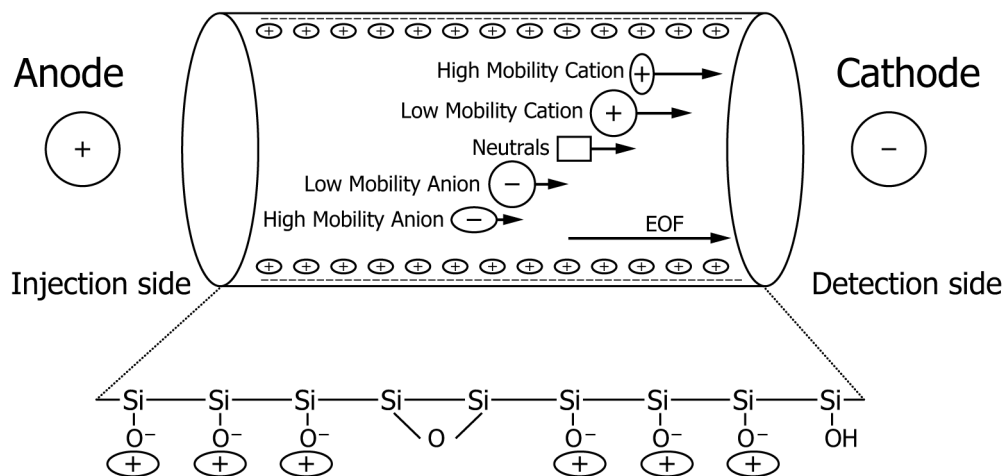 Anode
+
Cathode
−
+ + + + + + + + + + + + +
High Mobility Cation +
Low Mobility Cation +
Neutrals
Low Mobility Anion −
High Mobility Anion −
EOF
+ + + + + + + + + + + + +
Injection side
Detection side
Si Si Si Si Si Si Si Si Si
O⁻ O⁻ O⁻ O O⁻ O⁻ O⁻ OH
+ + + + + +